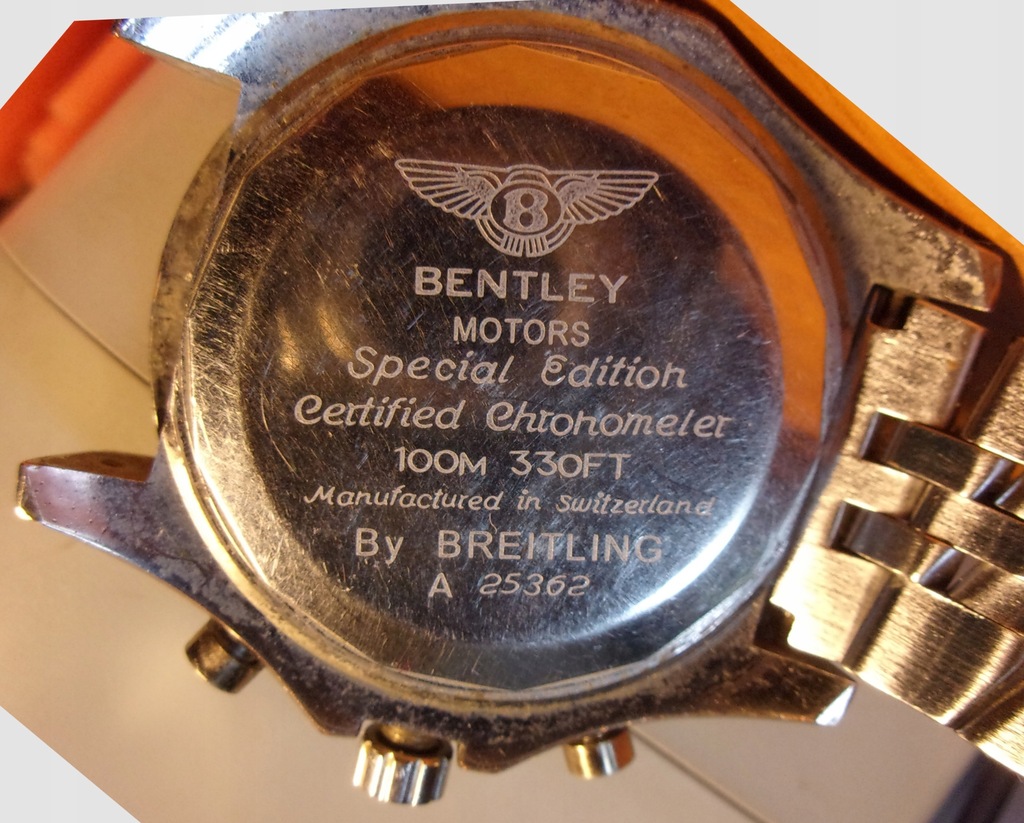 B
BENTLEY
MOTORS
Special Edition
Certified Chronometer
100M 330FT
Manufactured in Switzerland
By BREITLING
A 25362